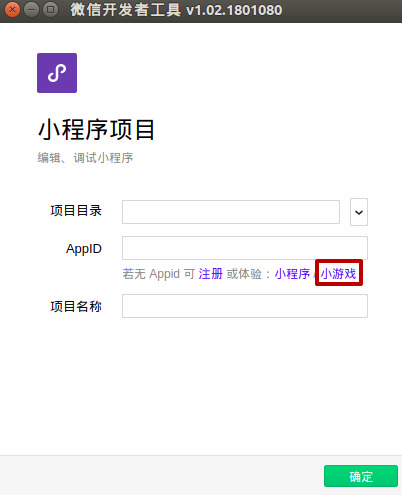 微信开发者工具 v1.02.1801080
小程序项目
编辑、调试小程序
项目目录
AppID
若无 Appid 可 注册 或体验：小程序 / 小游戏
项目名称
确定